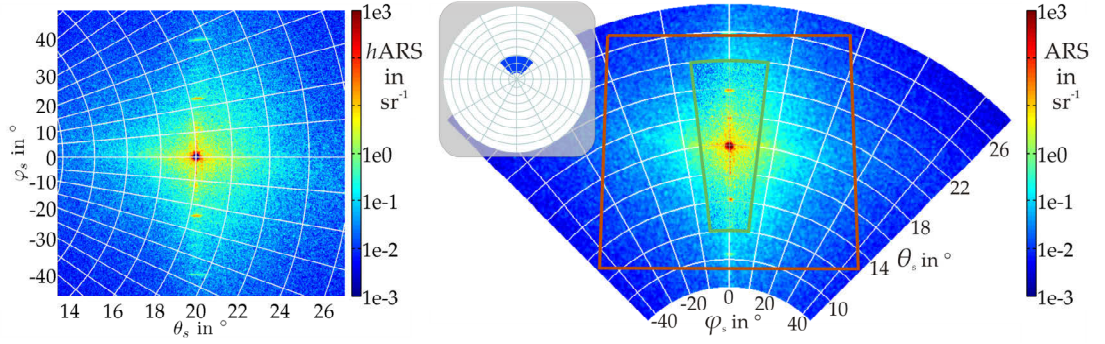 40
30
20
10
0
-10
-20
-30
-40
φs in °
14 16 18 20 22 24 26
θs in °
1e3
hARS
in
sr⁻¹
1e0
1e-1
1e-2
1e-3
-40 -20 0 20 40
φs in °
10
14
18
22
26
θs in °
1e3
ARS
in
sr⁻¹
1e0
1e-1
1e-2
1e-3